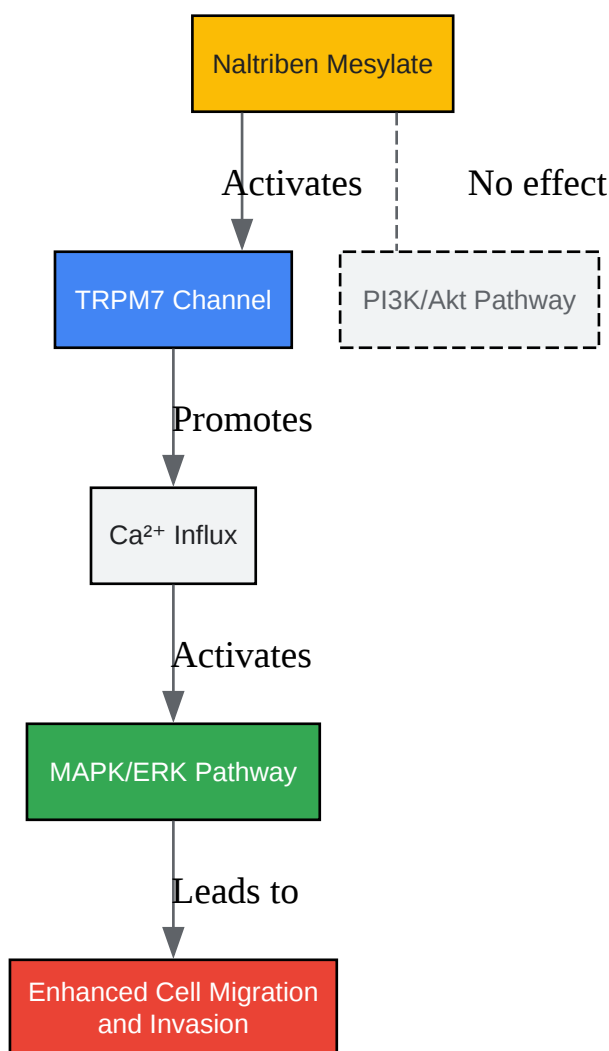 Naltriben Mesylate
Activates
No effect
TRPM7 Channel
PI3K/Akt Pathway
Promotes
Ca²⁺ Influx
Activates
MAPK/ERK Pathway
Leads to
Enhanced Cell Migration
and Invasion